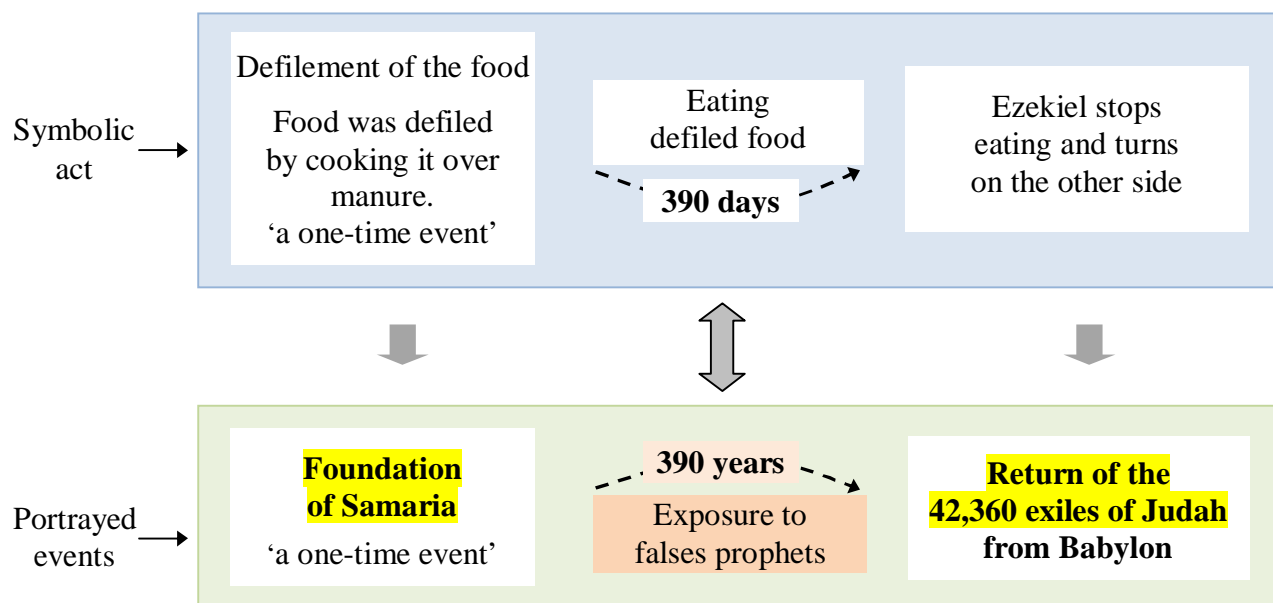 Symbolic
act
Defilement of the food
Food was defiled
by cooking it over
manure.
‘a one-time event’
Eating
defiled food
390 days
Ezekiel stops
eating and turns
on the other side
Portrayed
events
Foundation
of Samaria
‘a one-time event’
390 years
Exposure to
falses prophets
Return of the
42,360 exiles of Judah
from Babylon